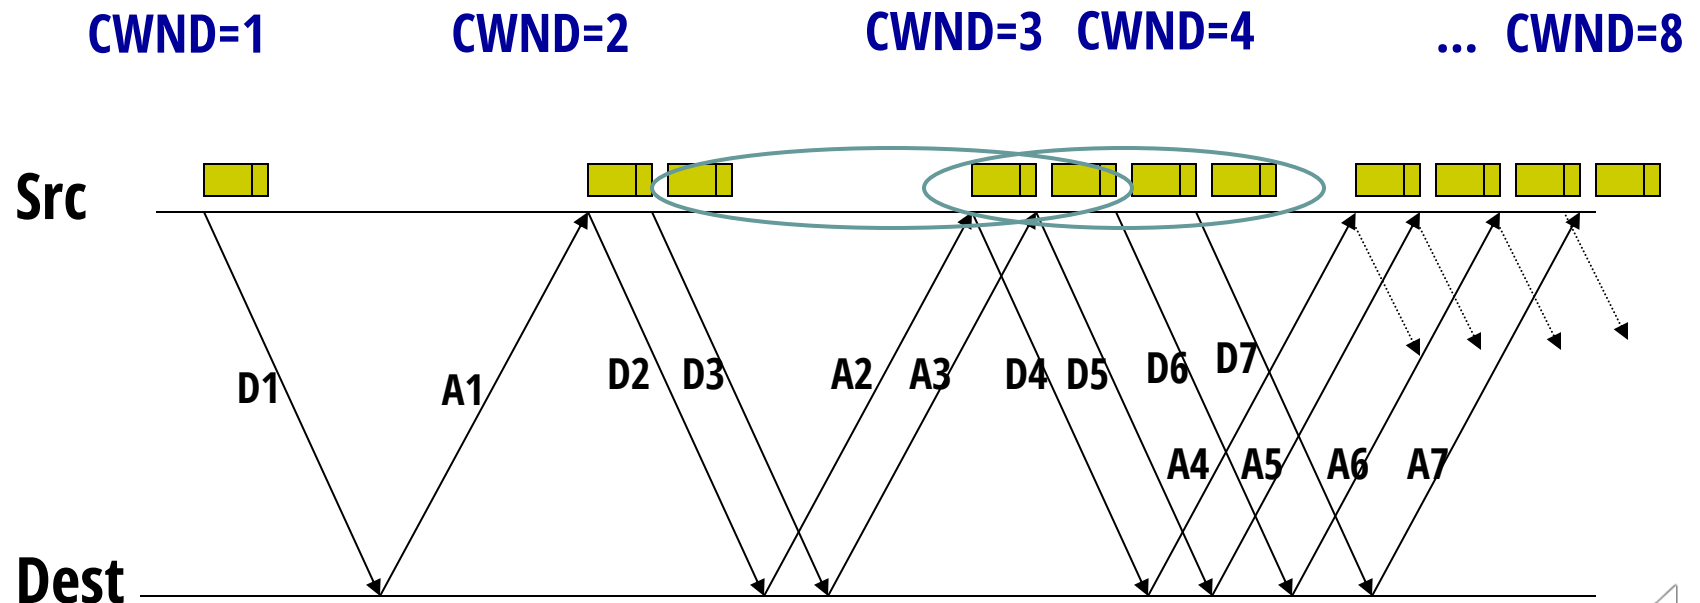 CWND=1 CWND=2 CWND=3 CWND=4 ... CWND=8
Src
D1 A1 D2 D3 A2 A3 D4 D5 D6 D7
A4 A5 A6 A7
Dest